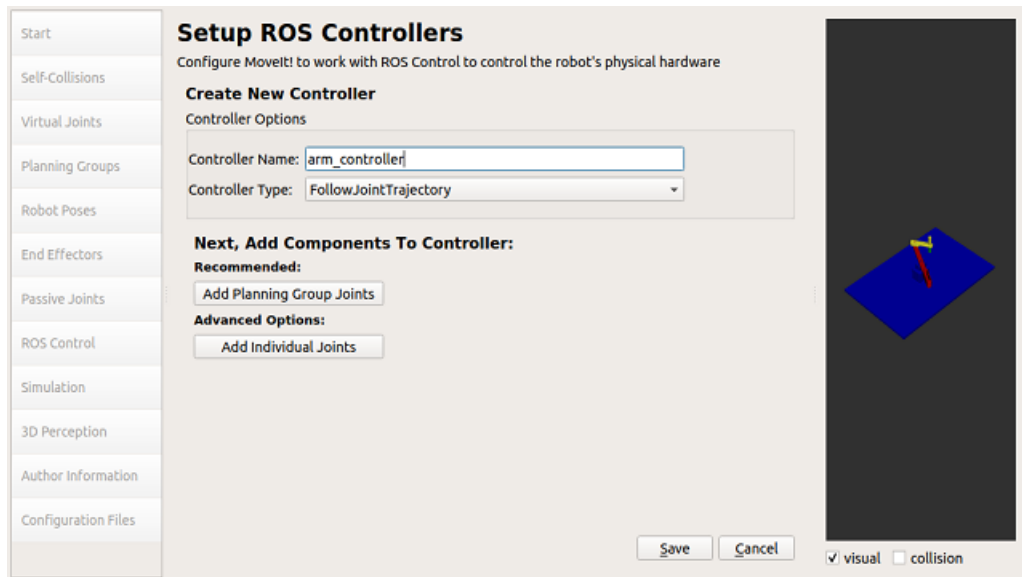 Start
Self-Collisions
Virtual Joints
Planning Groups
Robot Poses
End Effectors
Passive Joints
ROS Control
Simulation
3D Perception
Author Information
Configuration Files
Setup ROS Controllers
Configure MoveIt! to work with ROS Control to control the robot's physical hardware
Create New Controller
Controller Options
Controller Name: arm_controller
Controller Type: FollowJointTrajectory
Next, Add Components To Controller:
Recommended:
Add Planning Group Joints
Advanced Options:
Add Individual Joints
Save Cancel
visual collision